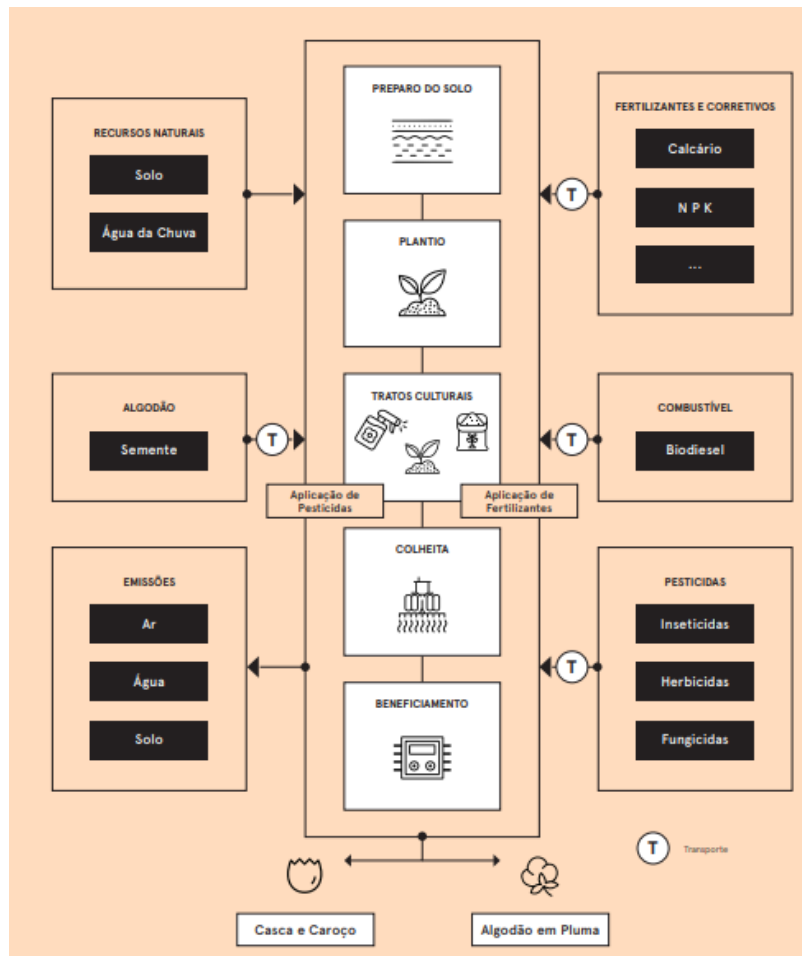 PREPARO DO SOLO
RECURSOS NATURAIS
Solo
Água da Chuva
FERTILIZANTES E CORRETIVOS
Calcário
N P K
...
T
PLANTIO
ALGODÃO
Semente
T
TRATOS CULTURAIS
Aplicação de
Pesticidas
Aplicação de
Fertilizantes
COMBUSTÍVEL
Biodiesel
T
COLHEITA
EMISSÕES
Ar
Água
Solo
PESTICIDAS
Inseticidas
Herbicidas
Fungicidas
T
BENEFICIAMENTO
T Transporte
Casca e Caroço
Algodão em Pluma